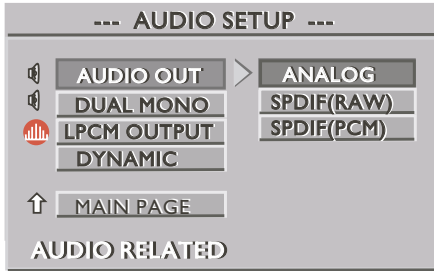 --- AUDIO SETUP ---
AUDIO OUT ANALOG
DUAL MONO SPDIF(RAW)
LPCM OUTPUT SPDIF(PCM)
DYNAMIC
MAIN PAGE
AUDIO RELATED